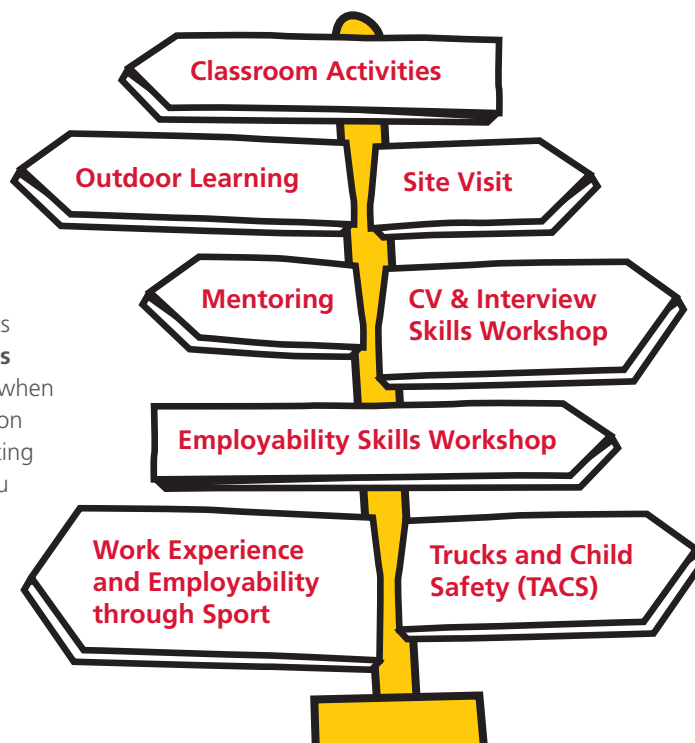 Classroom Activities
Outdoor Learning
Site Visit
Mentoring
CV & Interview
Skills Workshop
Employability Skills Workshop
Work Experience
and Employability
through Sport
Trucks and Child
Safety (TACS)
when